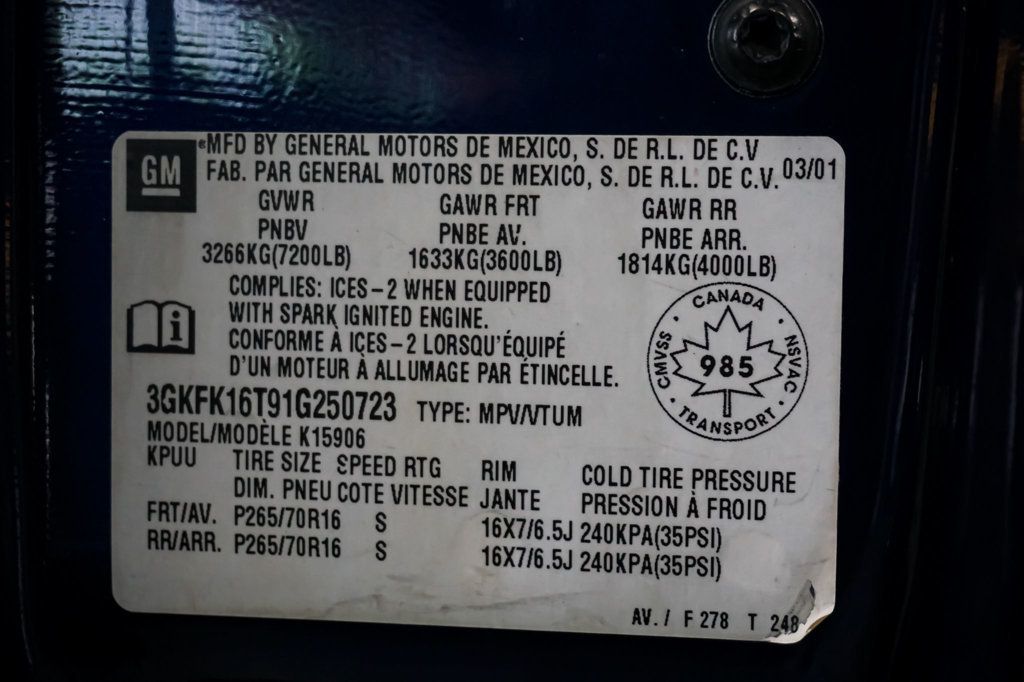 GM
MFD BY GENERAL MOTORS DE MEXICO, S. DE R.L. DE C.V
FAB. PAR GENERAL MOTORS DE MEXICO, S. DE R.L. DE C.V. 03/01
GVWR GAWR FRT GAWR RR
PNBV PNBE AV. PNBE ARR.
3266KG(7200LB) 1633KG(3600LB) 1814KG(4000LB)
COMPLIES: ICES-2 WHEN EQUIPPED
WITH SPARK IGNITED ENGINE.
CONFORME À ICES-2 LORSQU'ÉQUIPÉ
D'UN MOTEUR À ALLUMAGE PAR ÉTINCELLE.
i
CANADA
CMVSS 985 NSVAC
TRANSPORT
3GKFK16T91G250723 TYPE: MPV/VTUM
MODEL/MODÈLE K15906
KPUU TIRE SIZE SPEED RTG RIM COLD TIRE PRESSURE
DIM. PNEU COTE VITESSE JANTE PRESSION À FROID
FRT/AV. P265/70R16 S 16X7/6.5J 240KPA(35PSI)
RR/ARR. P265/70R16 S 16X7/6.5J 240KPA(35PSI)
AV. / F 278 T 248